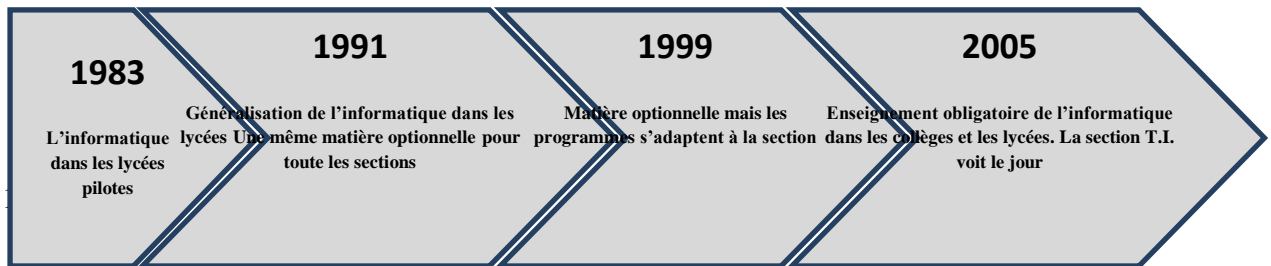 1983
L’informatique
dans les lycées
pilotes
1991
Généralisation de l’informatique dans les
lycées Une même matière optionnelle pour
toute les sections
1999
Matière optionnelle mais les
programmes s’adaptent à la section
2005
Enseignement obligatoire de l’informatique
dans les collèges et les lycées. La section T.I.
voit le jour